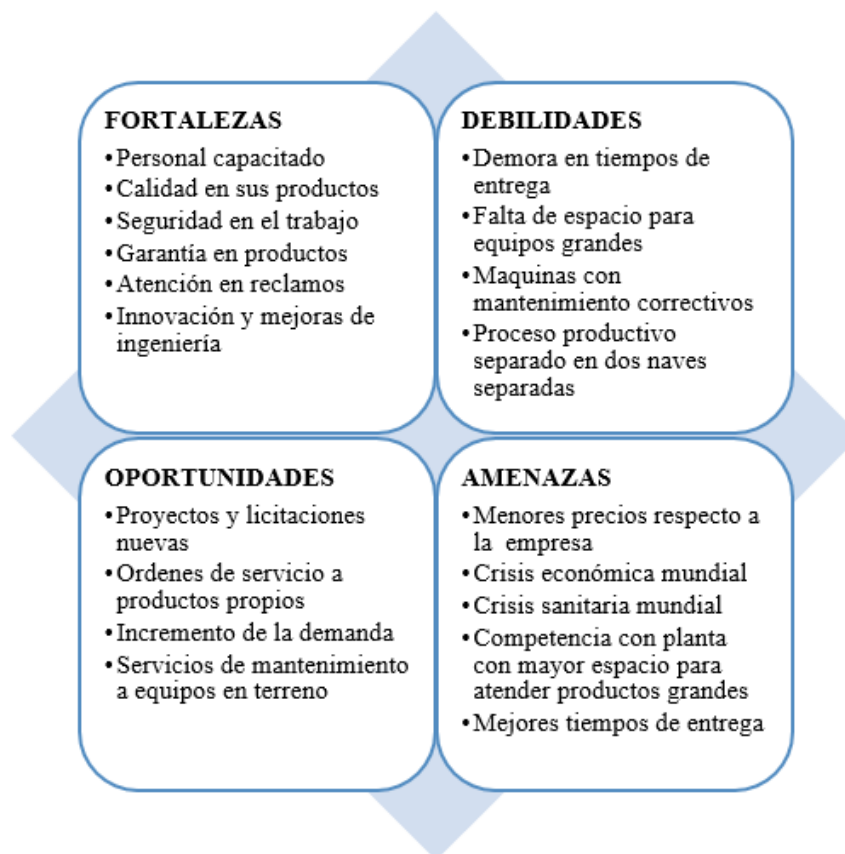 FORTALEZAS
•Personal capacitado
•Calidad en sus productos
•Seguridad en el trabajo
•Garantía en productos
•Atención en reclamos
•Innovación y mejoras de
ingeniería
DEBILIDADES
•Demora en tiempos de
entrega
•Falta de espacio para
equipos grandes
•Maquinas con
mantenimiento correctivos
•Proceso productivo
separado en dos naves
separadas
OPORTUNIDADES
•Proyectos y licitaciones
nuevas
•Ordenes de servicio a
productos propios
•Incremento de la demanda
•Servicios de mantenimiento
a equipos en terreno
AMENAZAS
•Menores precios respecto a
la empresa
•Crisis económica mundial
•Crisis sanitaria mundial
•Competencia con planta
con mayor espacio para
atender productos grandes
•Mejores tiempos de entrega